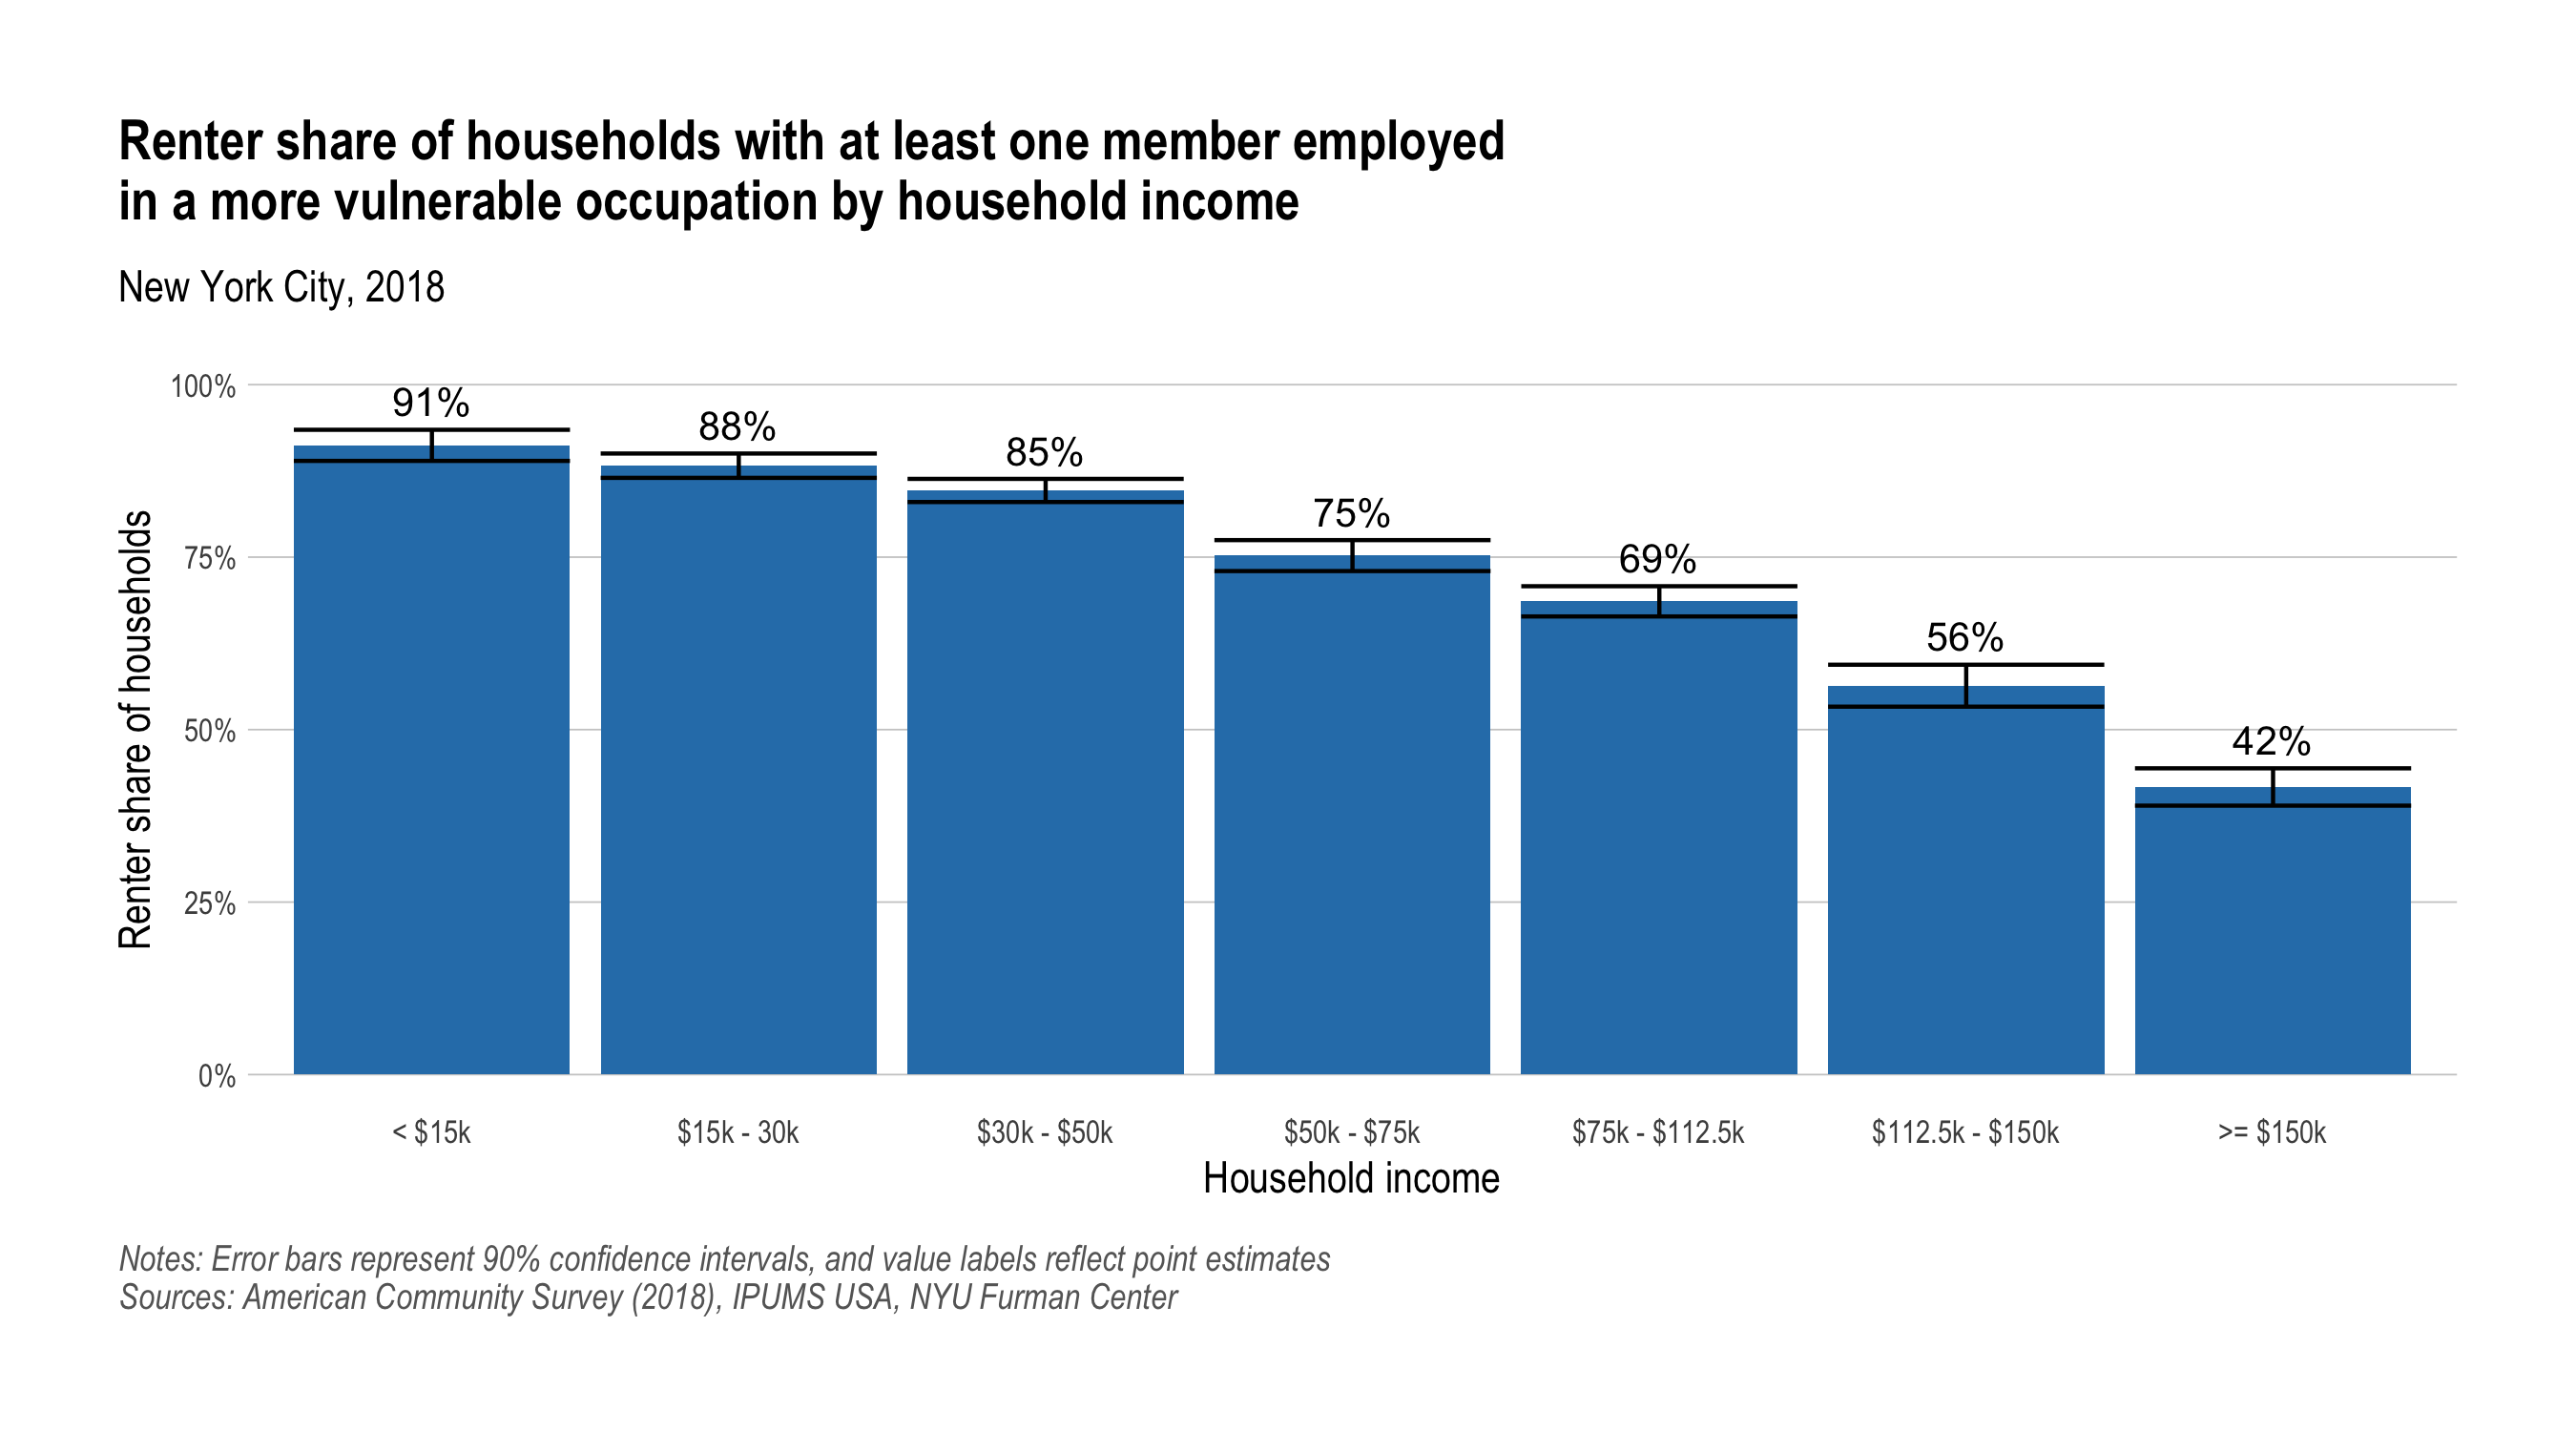 Renter share of households with at least one member employed
in a more vulnerable occupation by household income
New York City, 2018
Renter share of households
100%
75%
50%
25%
0%
91%
88%
85%
75%
69%
56%
42%
< $15k
$15k - 30k
$30k - $50k
$50k - $75k
$75k - $112.5k
$112.5k - $150k
>= $150k
Household income
Notes: Error bars represent 90% confidence intervals, and value labels reflect point estimates
Sources: American Community Survey (2018), IPUMS USA, NYU Furman Center